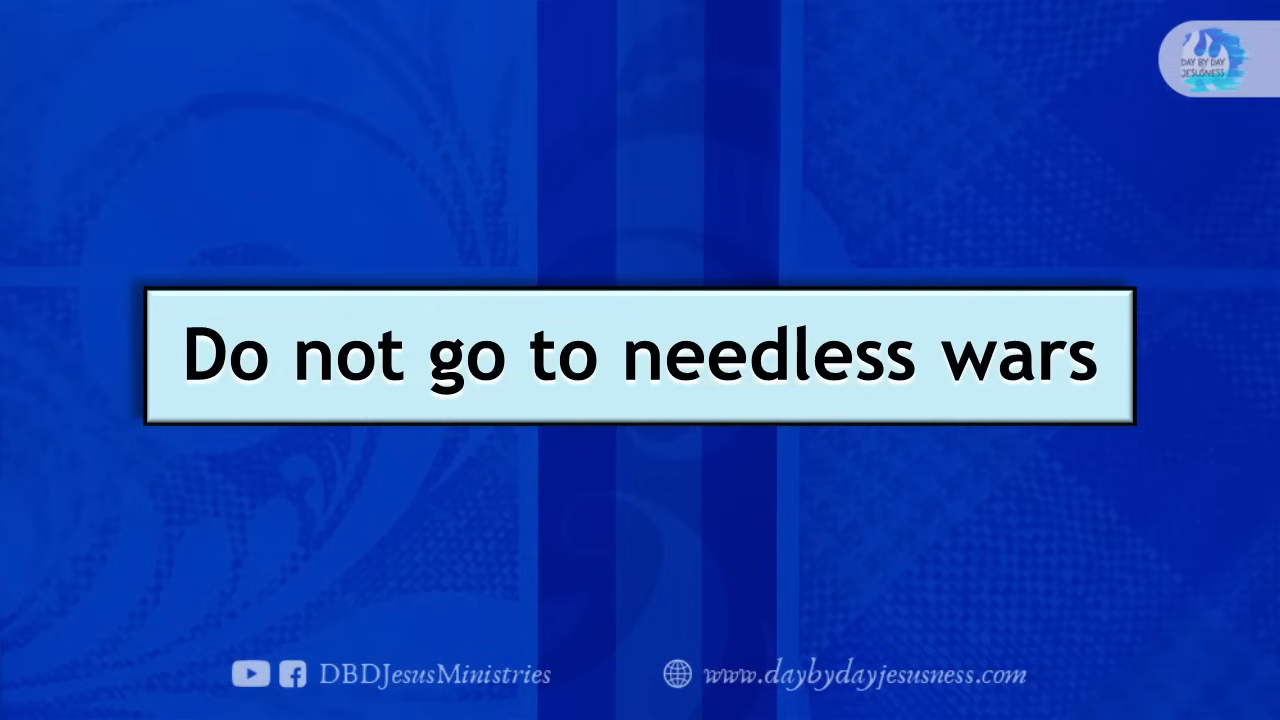 DAY BY DAY
JESUSNESS
Do not go to needless wars
DBDJesusMinistries
www.daybydayjesusness.com